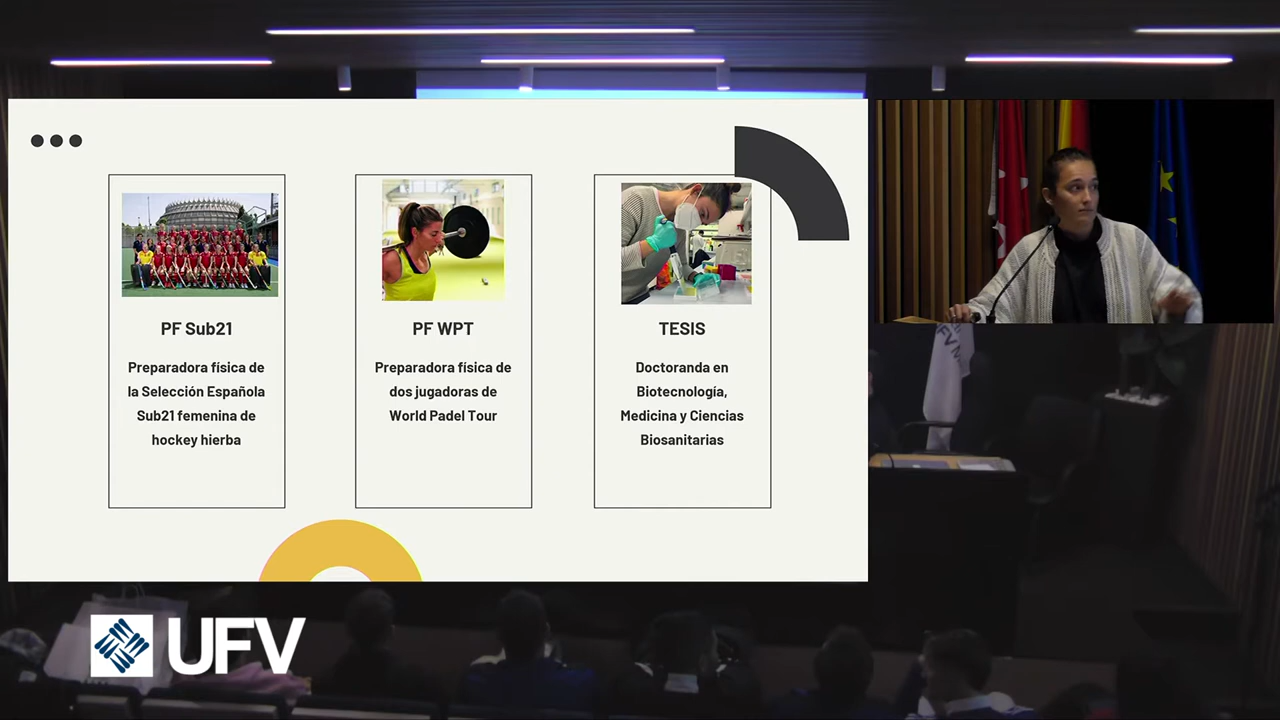 PF Sub21
Preparadora física de
la Selección Española
Sub21 femenina de
hockey hierba
PF WPT
Preparadora física de
dos jugadoras de
World Padel Tour
TESIS
Doctoranda en
Biotecnología,
Medicina y Ciencias
Biosanitarias
UFV
UFV